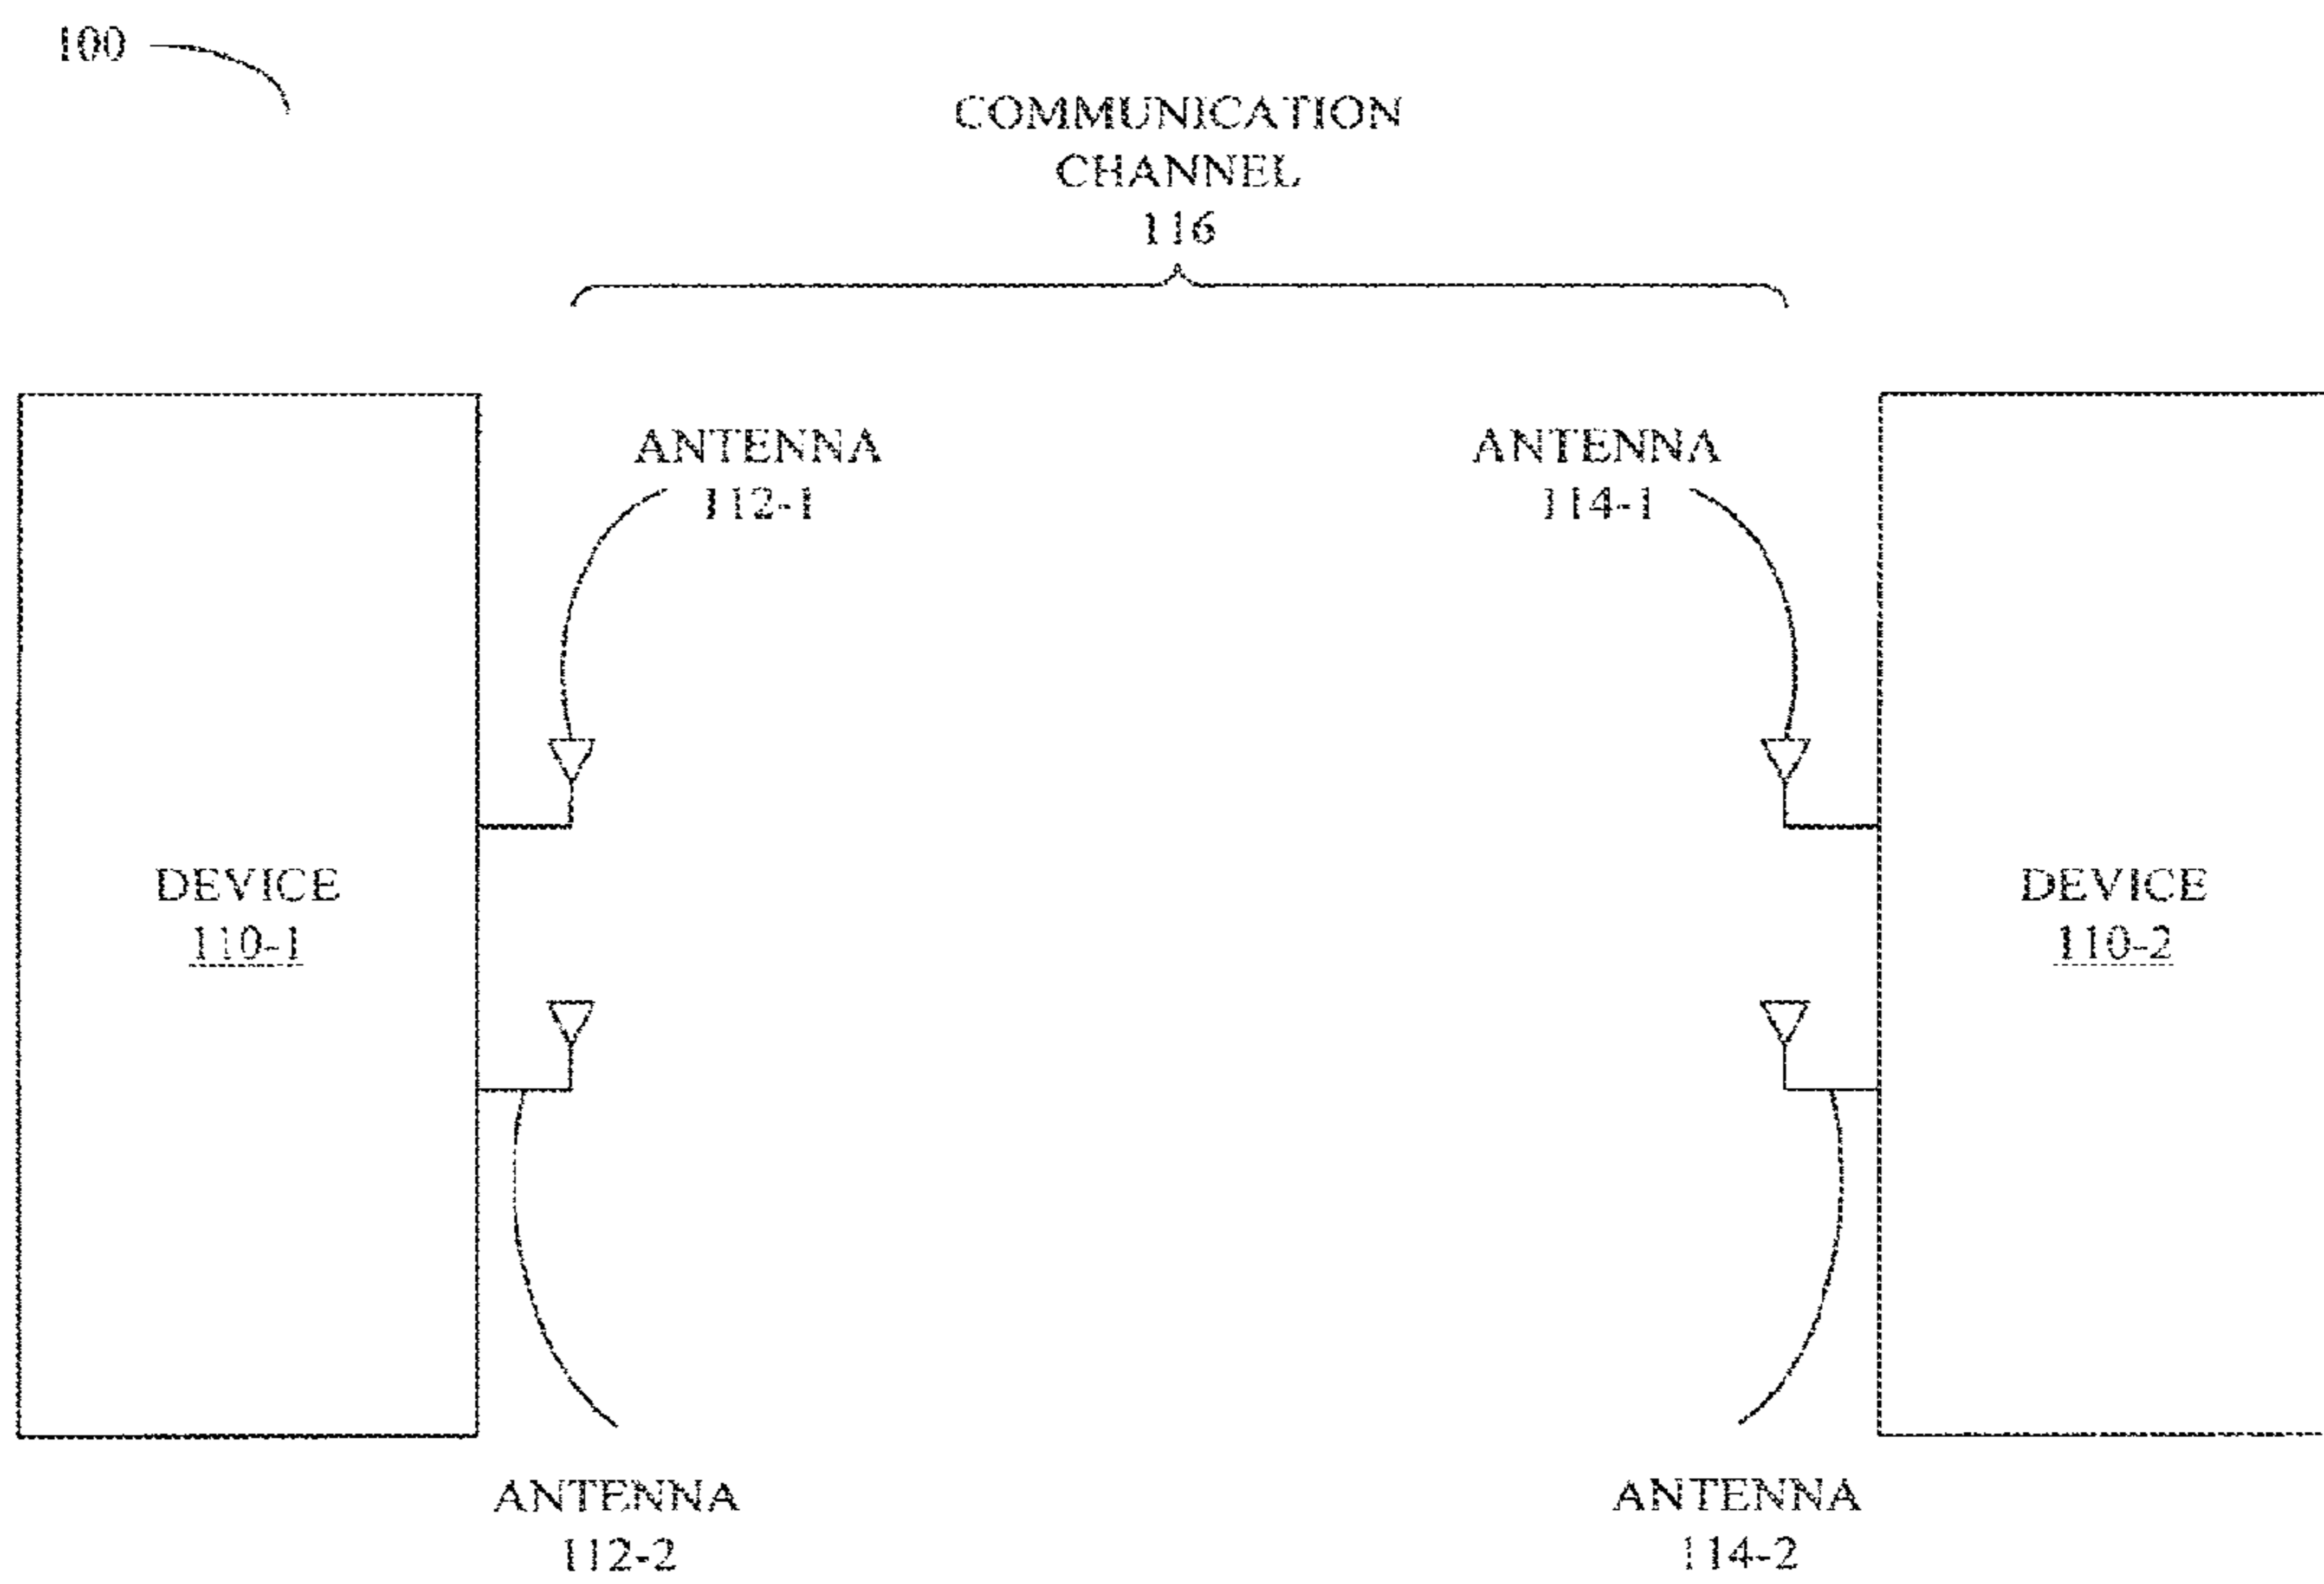 100
COMMUNICATION
CHANNEL
116
ANTENNA
112-1
ANTENNA
114-1
DEVICE
110-1
DEVICE
110-2
ANTENNA
112-2
ANTENNA
114-2